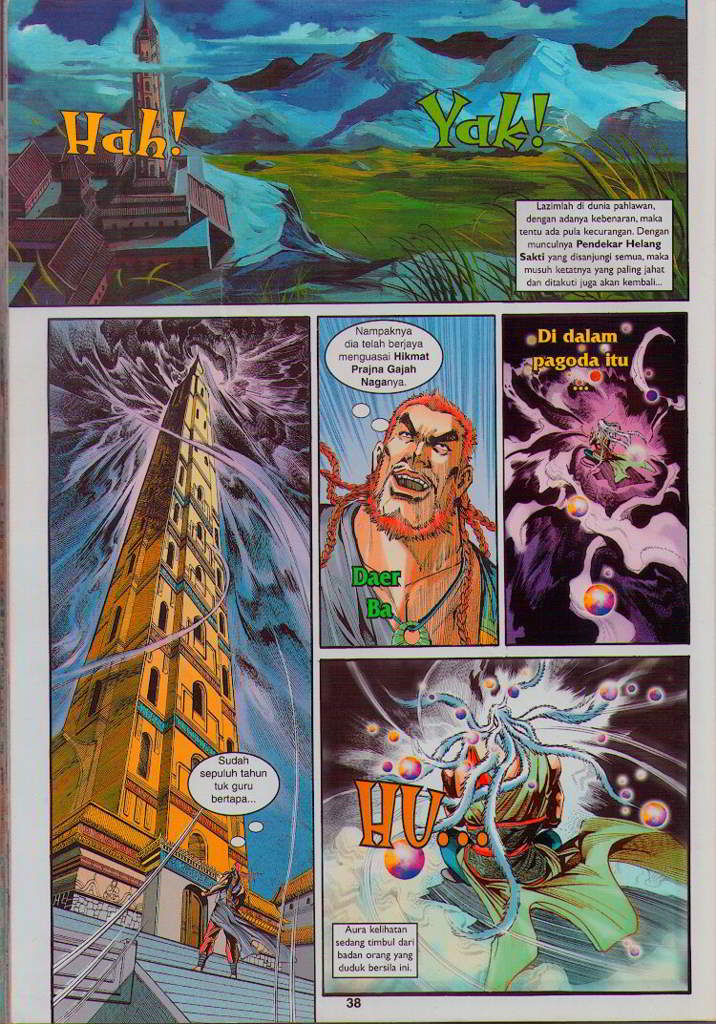 Hah!
Yak!
Lazimlah di dunia pahlawan,
dengan adanya kebenaran, maka
tentu ada pula kecurangan. Dengan
munculnya Pendekar Helang
Sakti yang disanjungi semua, maka
musuh ketatnya yang paling jahat
dan ditakuti juga akan kembali...
Sudah
sepuluh tahun
tuk guru
bertapa...
Nampaknya
dia telah berjaya
menguasai Hikmat
Prajna Gajah
Naganya.
Daer
Ba
Di dalam
pagoda itu
...
HU...
Aura kelihatan
sedang timbul dari
badan orang yang
duduk bersila ini.
38